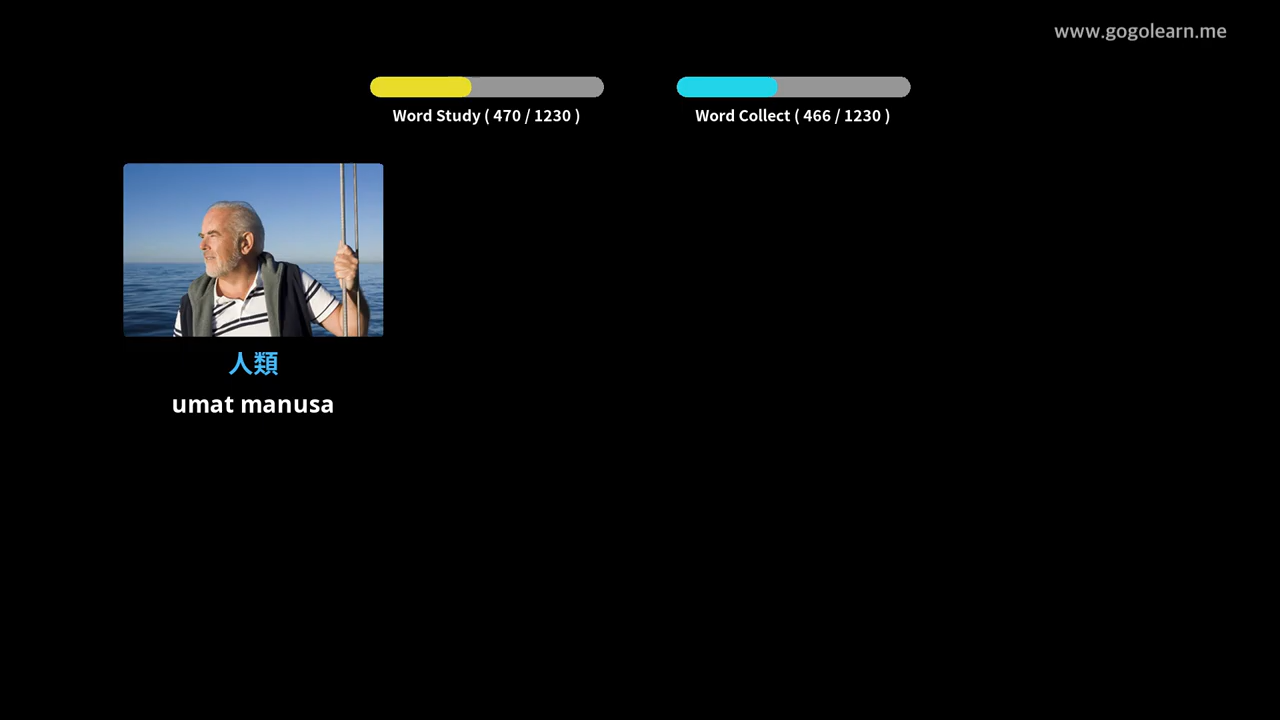 www.gogolearn.me
Word Study ( 470 / 1230 )
Word Collect ( 466 / 1230 )
人類
umat manusa